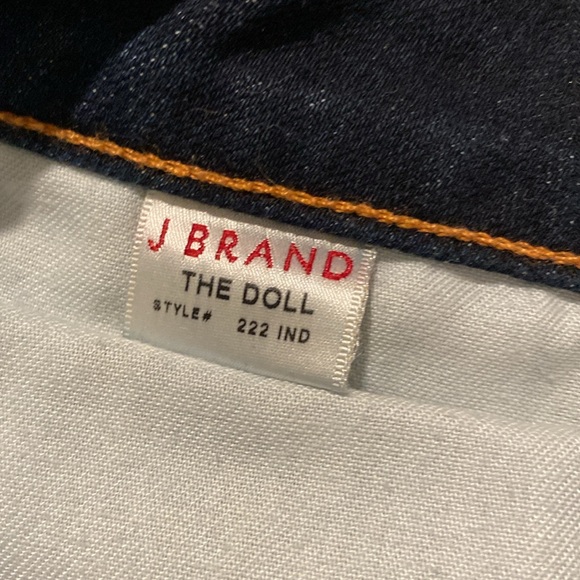 J BRAND
THE DOLL
STYLE# 222 IND